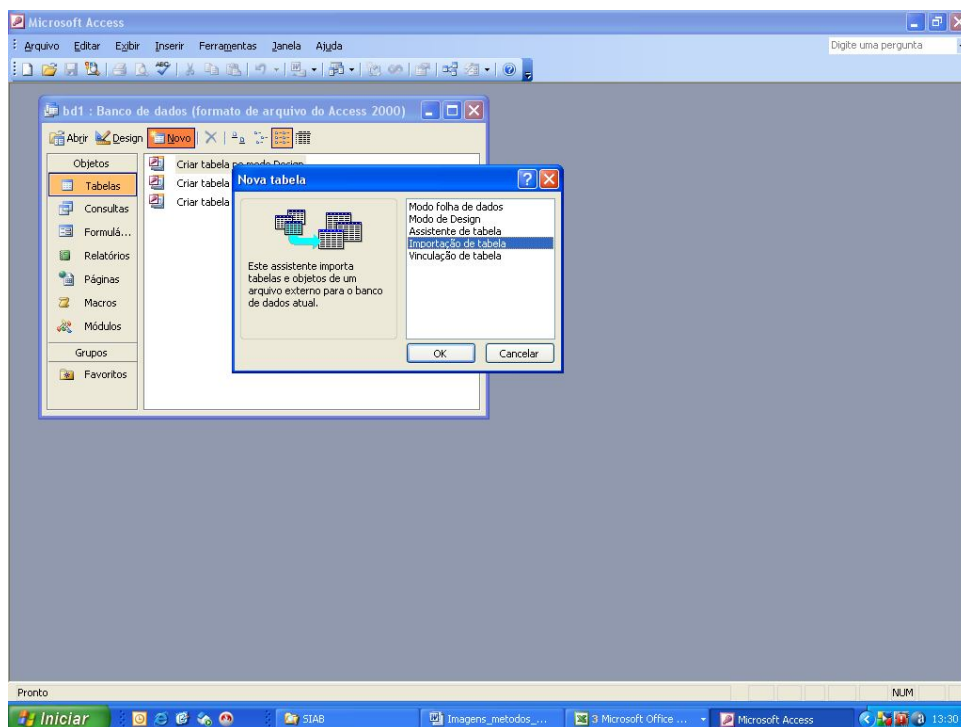 Microsoft Access
Arquivo Editar Exibir Inserir Ferramentas Janela Ajuda
Digite uma pergunta
bd1 : Banco de dados (formato de arquivo do Access 2000)
Abrir Design Novo
Objetos
Tabelas
Consultas
Formulá...
Relatórios
Páginas
Macros
Módulos
Grupos
Favoritos
Criar tabela no modo Design
Criar tabela
Criar tabela
Nova tabela
Este assistente importa
tabelas e objetos de um
arquivo externo para o banco
de dados atual.
Modo folha de dados
Modo de Design
Assistente de tabela
Importação de tabela
Vinculação de tabela
OK Cancelar
Pronto
NUM
Iniciar
SIAB
Imagens_metodos_...
3 Microsoft Office ...
Microsoft Access
13:30